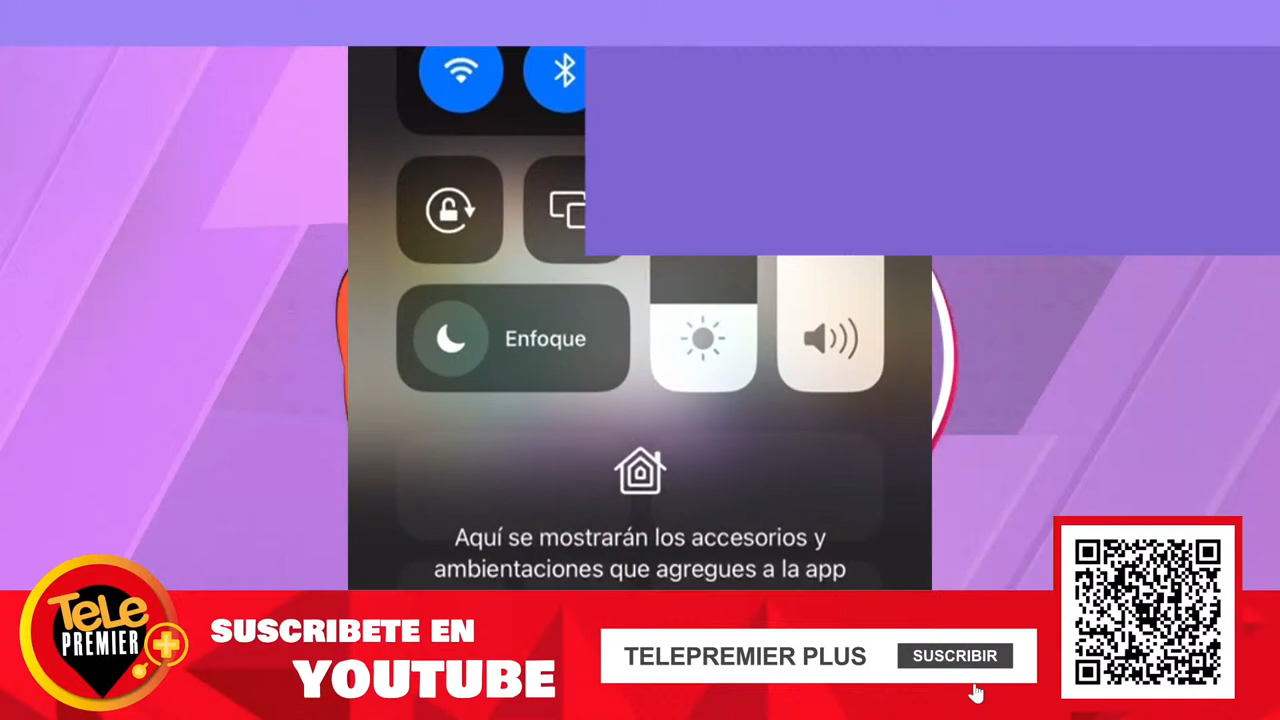 Enfoque
Aquí se mostrarán los accesorios y
ambientaciones que agregues a la app
TeLe
PREMIER
SUSCRIBETE EN
YOUTUBE
TELEPREMIER PLUS
SUSCRIBIR